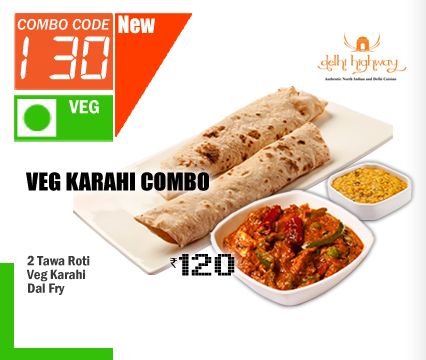 COMBO CODE
130
New
VEG
delhi highway
Authentic North Indian and Delhi Cuisine
VEG KARAHI COMBO
₹120
2 Tawa Roti
Veg Karahi
Dal Fry